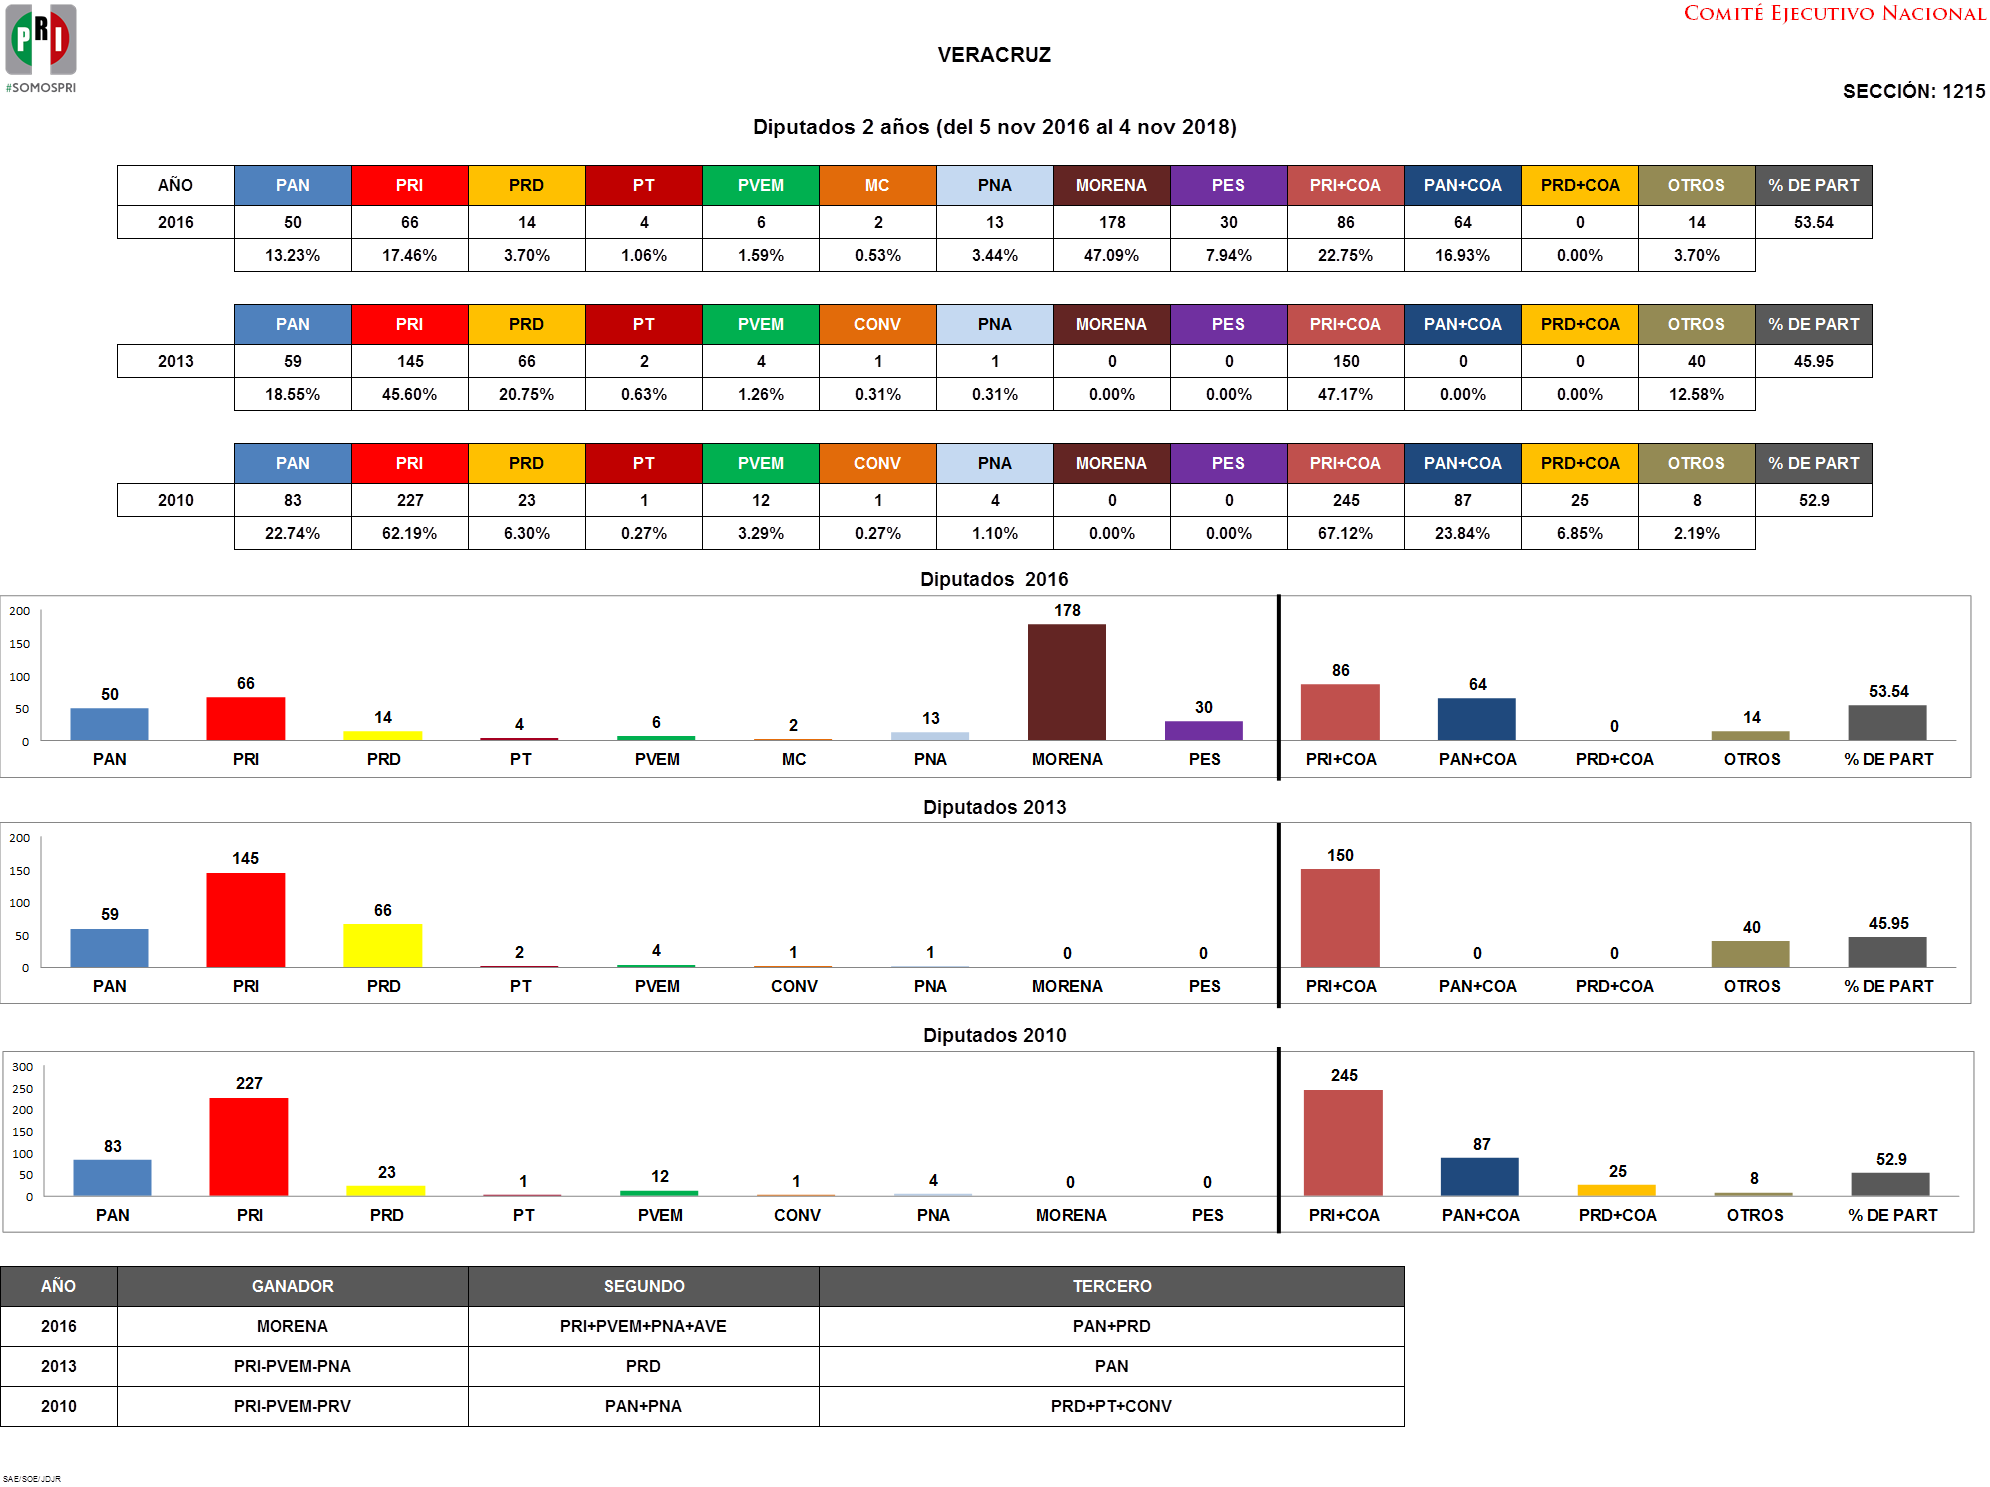 COMITÉ EJECUTIVO NACIONAL
PRI
#SOMOSPRI
VERACRUZ
SECCIÓN: 1215
Diputados 2 años (del 5 nov 2016 al 4 nov 2018)
AÑO PAN PRI PRD PT PVEM MC PNA MORENA PES PRI+COA PAN+COA PRD+COA OTROS % DE PART
2016 50 66 14 4 6 2 13 178 30 86 64 0 14 53.54
13.23% 17.46% 3.70% 1.06% 1.59% 0.53% 3.44% 47.09% 7.94% 22.75% 16.93% 0.00% 3.70%
PAN PRI PRD PT PVEM CONV PNA MORENA PES PRI+COA PAN+COA PRD+COA OTROS % DE PART
2013 59 145 66 2 4 1 1 0 0 150 0 0 40 45.95
18.55% 45.60% 20.75% 0.63% 1.26% 0.31% 0.31% 0.00% 0.00% 47.17% 0.00% 0.00% 12.58%
PAN PRI PRD PT PVEM CONV PNA MORENA PES PRI+COA PAN+COA PRD+COA OTROS % DE PART
2010 83 227 23 1 12 1 4 0 0 245 87 25 8 52.9
22.74% 62.19% 6.30% 0.27% 3.29% 0.27% 1.10% 0.00% 0.00% 67.12% 23.84% 6.85% 2.19%
Diputados 2016
200
150
100
50
0
50 66 14 4 6 2 13 178 30 86 64 0 14 53.54
PAN PRI PRD PT PVEM MC PNA MORENA PES PRI+COA PAN+COA PRD+COA OTROS % DE PART
Diputados 2013
200
150
100
50
0
59 145 66 2 4 1 1 0 0 150 0 0 40 45.95
PAN PRI PRD PT PVEM CONV PNA MORENA PES PRI+COA PAN+COA PRD+COA OTROS % DE PART
Diputados 2010
300
250
200
150
100
50
0
83 227 23 1 12 1 4 0 0 245 87 25 8 52.9
PAN PRI PRD PT PVEM CONV PNA MORENA PES PRI+COA PAN+COA PRD+COA OTROS % DE PART
AÑO GANADOR SEGUNDO TERCERO
2016 MORENA PRI+PVEM+PNA+AVE PAN+PRD
2013 PRI-PVEM-PNA PRD PAN
2010 PRI-PVEM-PRV PAN+PNA PRD+PT+CONV
SAE/SOE/JDJR